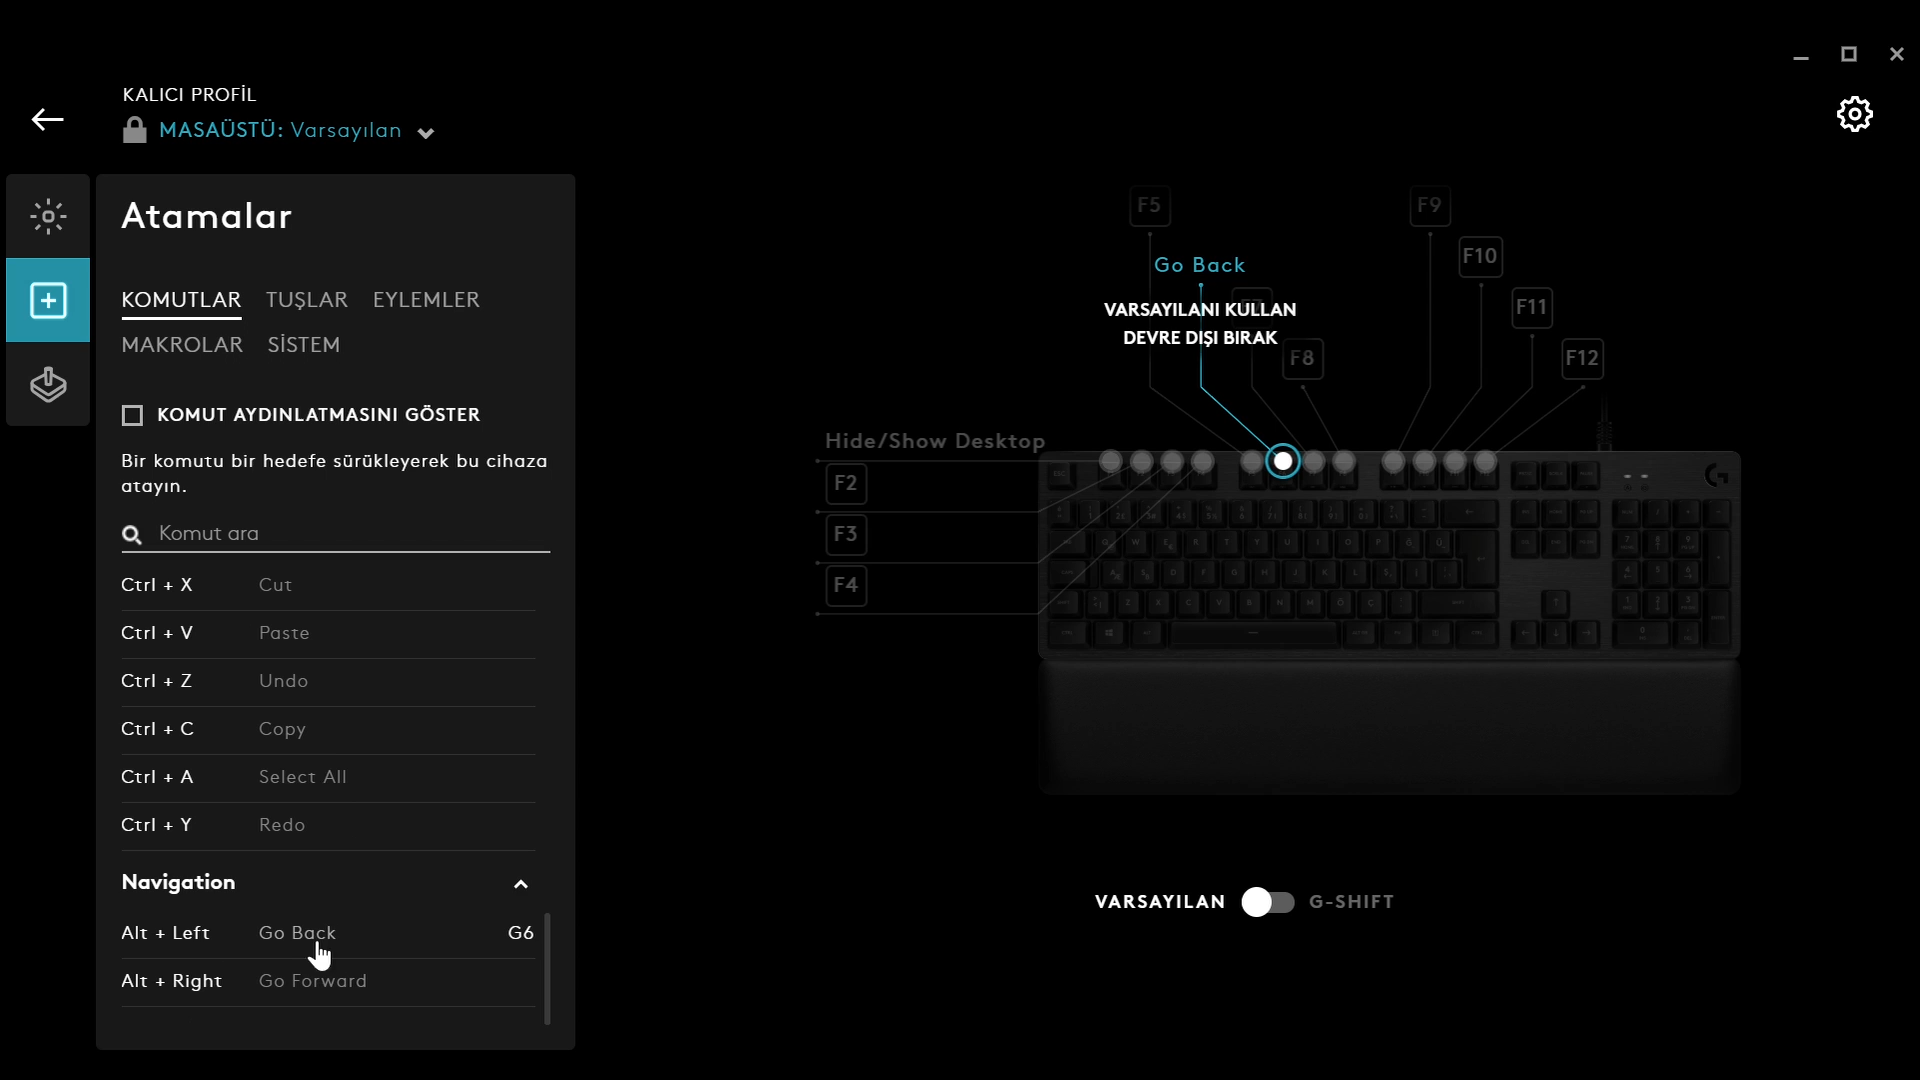 KALICI PROFİL
MASAÜSTÜ: Varsayılan
Atamalar
KOMUTLAR TUŞLAR EYLEMLER
MAKROLAR SİSTEM
KOMUT AYDINLATMASINI GÖSTER
Bir komutu bir hedefe sürükleyerek bu cihaza
atayın.
Komut ara
Ctrl + X Cut
Ctrl + V Paste
Ctrl + Z Undo
Ctrl + C Copy
Ctrl + A Select All
Ctrl + Y Redo
Navigation
Alt + Left Go Back G6
Alt + Right Go Forward
F5
F9
Go Back
F10
VARSAYILANI KULLAN
DEVRE DIŞI BIRAK
F11
F8
F12
Hide/Show Desktop
F2
F3
F4
VARSAYILAN G-SHIFT